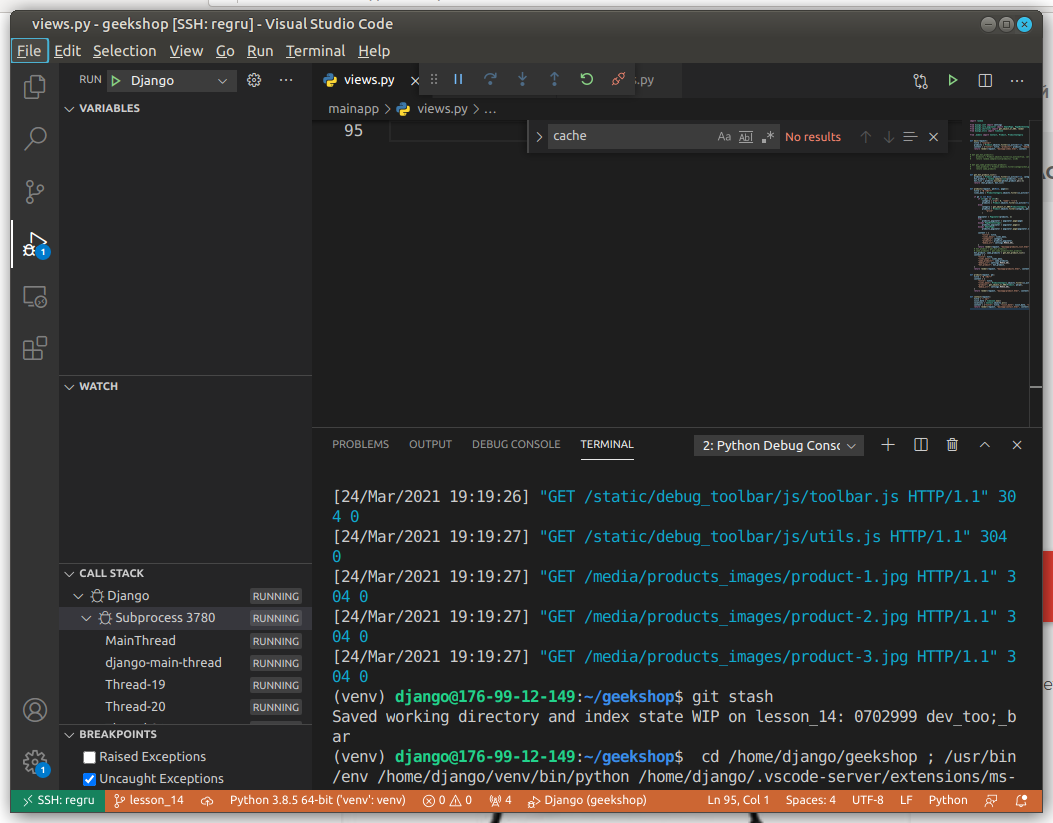 views.py - geekshop [SSH: regru] - Visual Studio Code
File Edit Selection View Go Run Terminal Help
RUN Django
views.py .py
VARIABLES
mainapp > views.py > ...
95
cache Aa Abl .* No results
1
WATCH
PROBLEMS OUTPUT DEBUG CONSOLE TERMINAL 2: Python Debug Consc
[24/Mar/2021 19:19:26] "GET /static/debug_toolbar/js/toolbar.js HTTP/1.1" 30
4 0
[24/Mar/2021 19:19:27] "GET /static/debug_toolbar/js/utils.js HTTP/1.1" 304
0
[24/Mar/2021 19:19:27] "GET /media/products_images/product-1.jpg HTTP/1.1" 3
04 0
[24/Mar/2021 19:19:27] "GET /media/products_images/product-2.jpg HTTP/1.1" 3
04 0
[24/Mar/2021 19:19:27] "GET /media/products_images/product-3.jpg HTTP/1.1" 3
04 0
(venv) django@176-99-12-149:~/geekshop$ git stash
Saved working directory and index state WIP on lesson_14: 0702999 dev_too;_b
ar
(venv) django@176-99-12-149:~/geekshop$  cd /home/django/geekshop ; /usr/bin
/env /home/django/venv/bin/python /home/django/.vscode-server/extensions/ms-
CALL STACK
Django RUNNING
Subprocess 3780 RUNNING
MainThread RUNNING
django-main-thread RUNNING
Thread-19 RUNNING
Thread-20 RUNNING
BREAKPOINTS
Raised Exceptions
Uncaught Exceptions
1
SSH: regru lesson_14 Python 3.8.5 64-bit ('venv': venv) 0 0 4 Django (geekshop) Ln 95, Col 1 Spaces: 4 UTF-8 LF Python